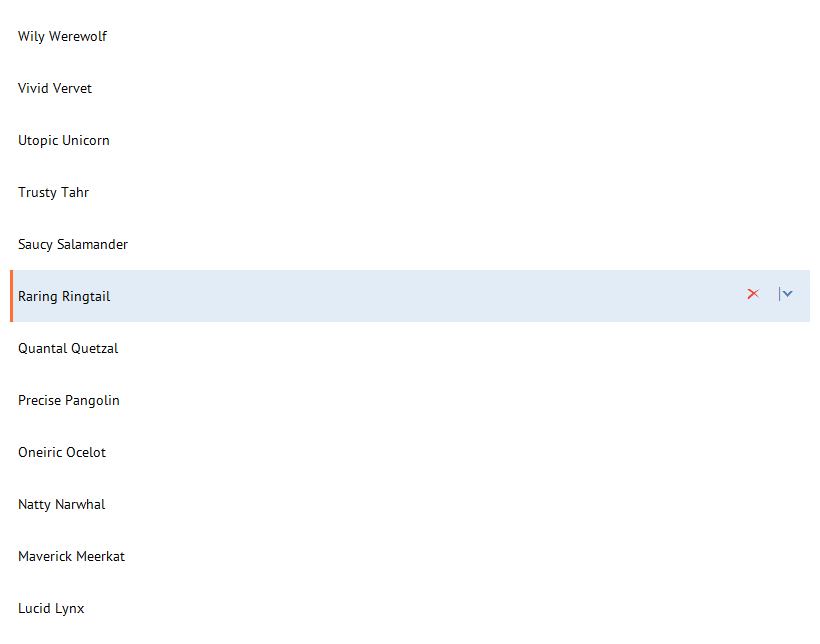 Wily Werewolf
Vivid Vervet
Utopic Unicorn
Trusty Tahr
Saucy Salamander
Raring Ringtail
Quantal Quetzal
Precise Pangolin
Oneiric Ocelot
Natty Narwhal
Maverick Meerkat
Lucid Lynx